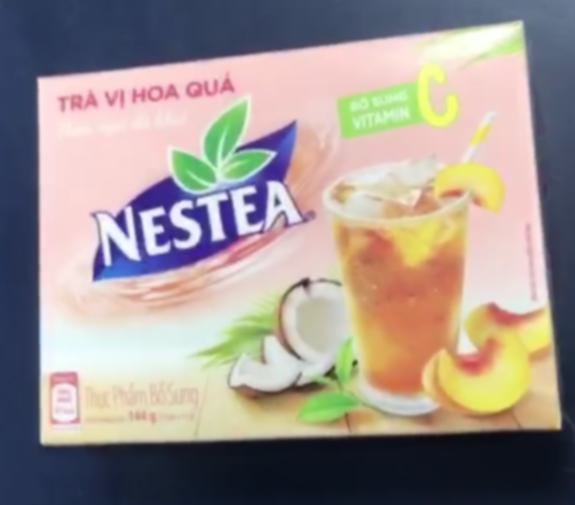 TRÀ VỊ HOA QUẢ
NESTEA
BỔ SUNG
VITAMIN C
Thực Phẩm Bổ Sung
144 g